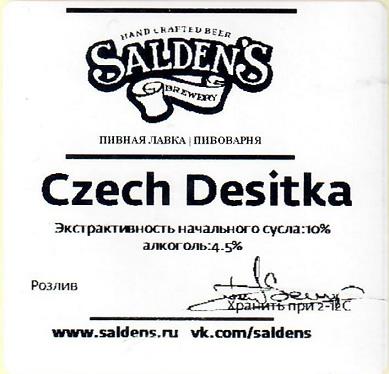 HAND CRAFTED BEER
SALDEN'S
BREWERY
ПИВНАЯ ЛАВКА | ПИВОВАРНЯ
Czech Desitka
Экстрактивность начального сусла:10%
алкоголь:4.5%
Розлив
Хранить при 2-12С
www.saldens.ru vk.com/saldens